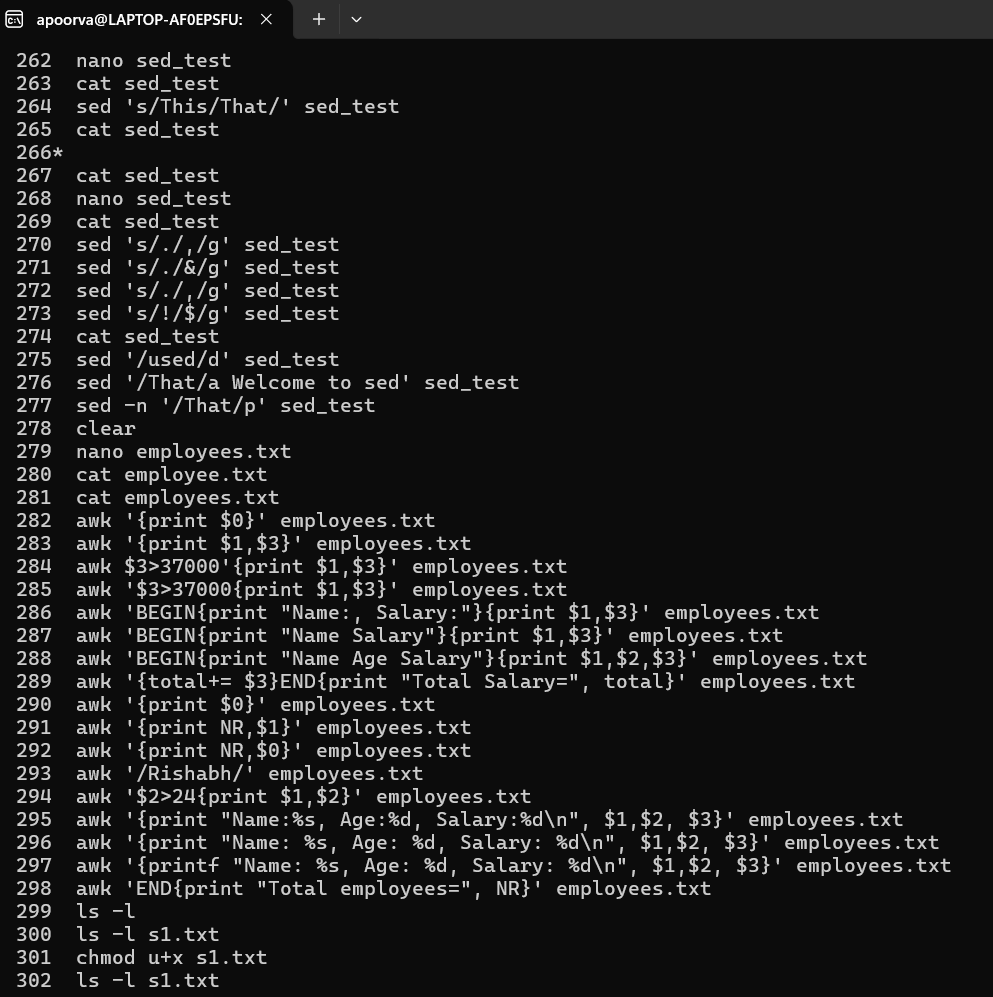 apoorva@LAPTOP-AF0EPSFU:
262 nano sed_test
263 cat sed_test
264 sed 's/This/That/' sed_test
265 cat sed_test
266*
267 cat sed_test
268 nano sed_test
269 cat sed_test
270 sed 's/./,/g' sed_test
271 sed 's/./&/g' sed_test
272 sed 's/./,/g' sed_test
273 sed 's/!/$/g' sed_test
274 cat sed_test
275 sed '/used/d' sed_test
276 sed '/That/a Welcome to sed' sed_test
277 sed -n '/That/p' sed_test
278 clear
279 nano employees.txt
280 cat employee.txt
281 cat employees.txt
282 awk '{print $0}' employees.txt
283 awk '{print $1,$3}' employees.txt
284 awk $3>37000'{print $1,$3}' employees.txt
285 awk '$3>37000{print $1,$3}' employees.txt
286 awk 'BEGIN{print "Name:, Salary:"}{print $1,$3}' employees.txt
287 awk 'BEGIN{print "Name Salary"}{print $1,$3}' employees.txt
288 awk 'BEGIN{print "Name Age Salary"}{print $1,$2,$3}' employees.txt
289 awk '{total+= $3}END{print "Total Salary=", total}' employees.txt
290 awk '{print $0}' employees.txt
291 awk '{print NR,$1}' employees.txt
292 awk '{print NR,$0}' employees.txt
293 awk '/Rishabh/' employees.txt
294 awk '$2>24{print $1,$2}' employees.txt
295 awk '{print "Name:%s, Age:%d, Salary:%d\n", $1,$2, $3}' employees.txt
296 awk '{print "Name: %s, Age: %d, Salary: %d\n", $1,$2, $3}' employees.txt
297 awk '{printf "Name: %s, Age: %d, Salary: %d\n", $1,$2, $3}' employees.txt
298 awk 'END{print "Total employees=", NR}' employees.txt
299 ls -l
300 ls -l s1.txt
301 chmod u+x s1.txt
302 ls -l s1.txt